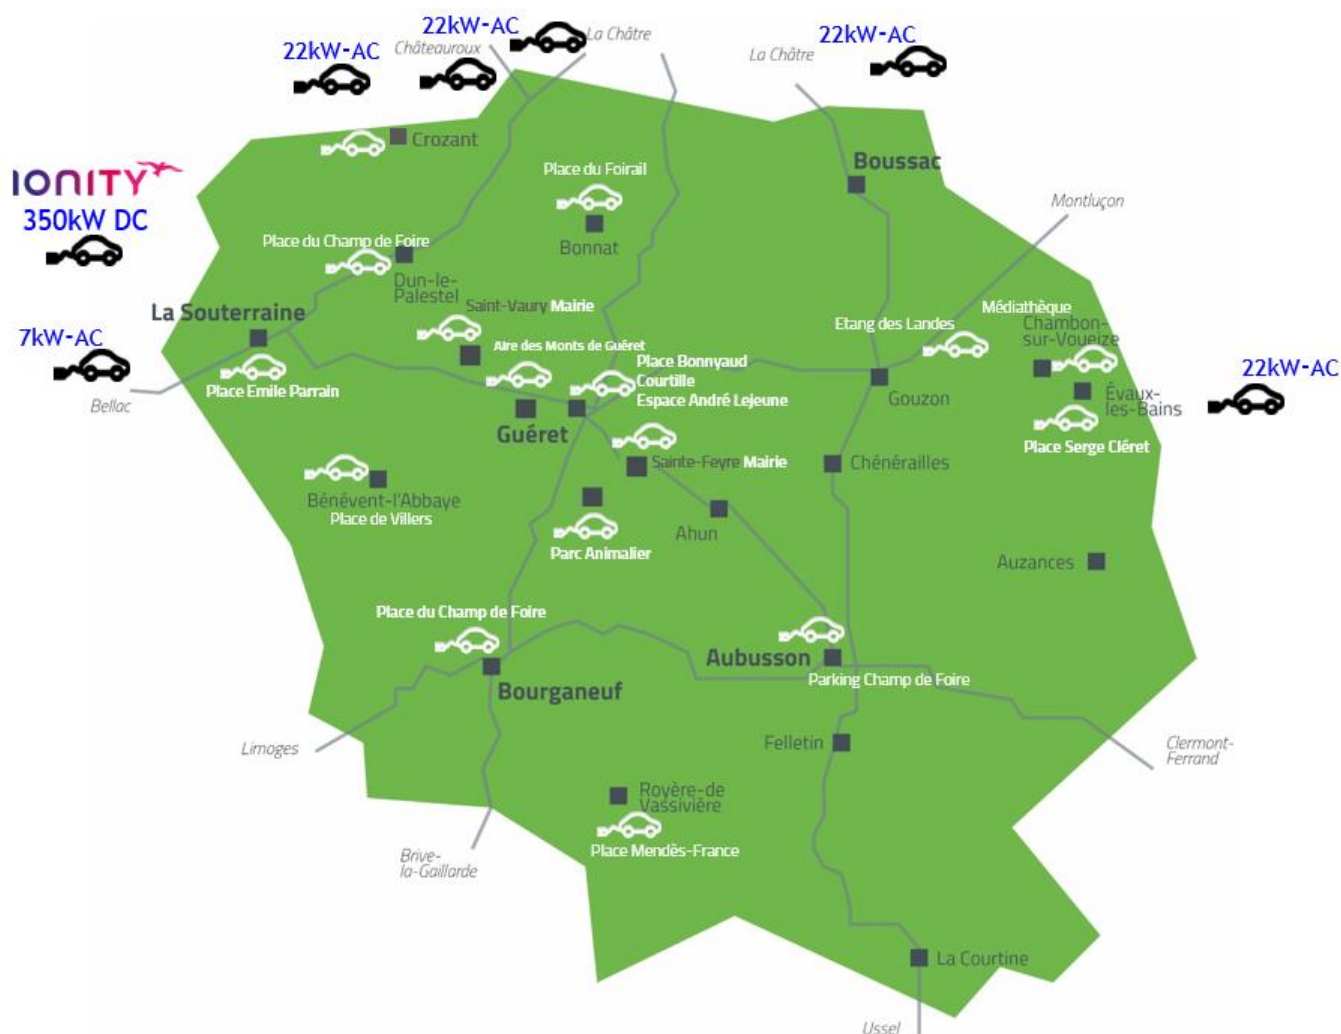 22kW-AC
22kW-AC
22kW-AC
Châteauroux
La Châtre
La Châtre
Crozant
IONITY
350kW DC
Place du Foirail
Bonnat
Boussac
Montluçon
Place du Champ de Foire
Dun-le-
Palestel
La Souterraine
Saint-Vaury Mairie
7kW-AC
Bellac
Place Emile Parrain
Aire des Monts de Guéret
Place Bonnyaud
Courtille
Espace André Lejeune
Guéret
Etang des Landes
Médiathèque
Chambon-
sur-Voueize
Gouzon
Évaux-
les-Bains
22kW-AC
Place Serge Cléret
Sainte-Feyre Mairie
Chénérailles
Bénévent-l'Abbaye
Place de Villers
Parc Animalier
Ahun
Auzances
Place du Champ de Foire
Bourganeuf
Aubusson
Parking Champ de Foire
Limoges
Felletin
Clermont-
Ferrand
Royère-de
Vassivière
Place Mendès-France
Brive-
la-Gaillarde
La Courtine
Ussel